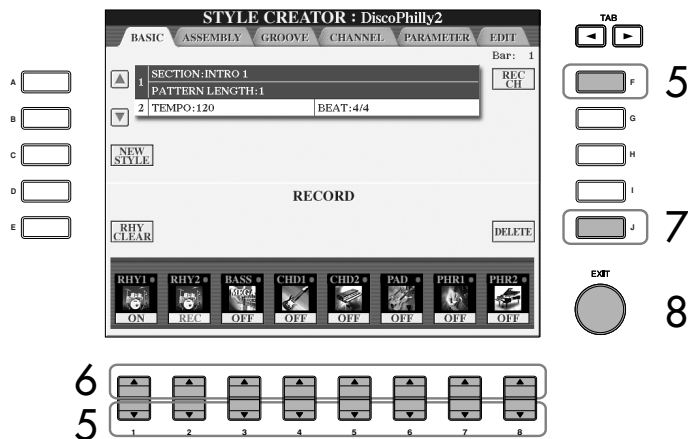 STYLE CREATOR : DiscoPhilly2
TAB
BASIC ASSEMBLY GROOVE CHANNEL PARAMETER EDIT
Bar: 1
1 SECTION:INTRO 1
PATTERN LENGTH:1
REC CH
2 TEMPO:120 BEAT:4/4
A
B
C
D
E
F
G
H
I
J
5
7
NEW
STYLE
RECORD
RHY
CLEAR
DELETE
EXIT
8
RHY1 RHY2 BASS CHD1 CHD2 PAD PHR1 PHR2
MEGA
ON REC OFF OFF OFF OFF OFF OFF
6
5
1 2 3 4 5 6 7 8